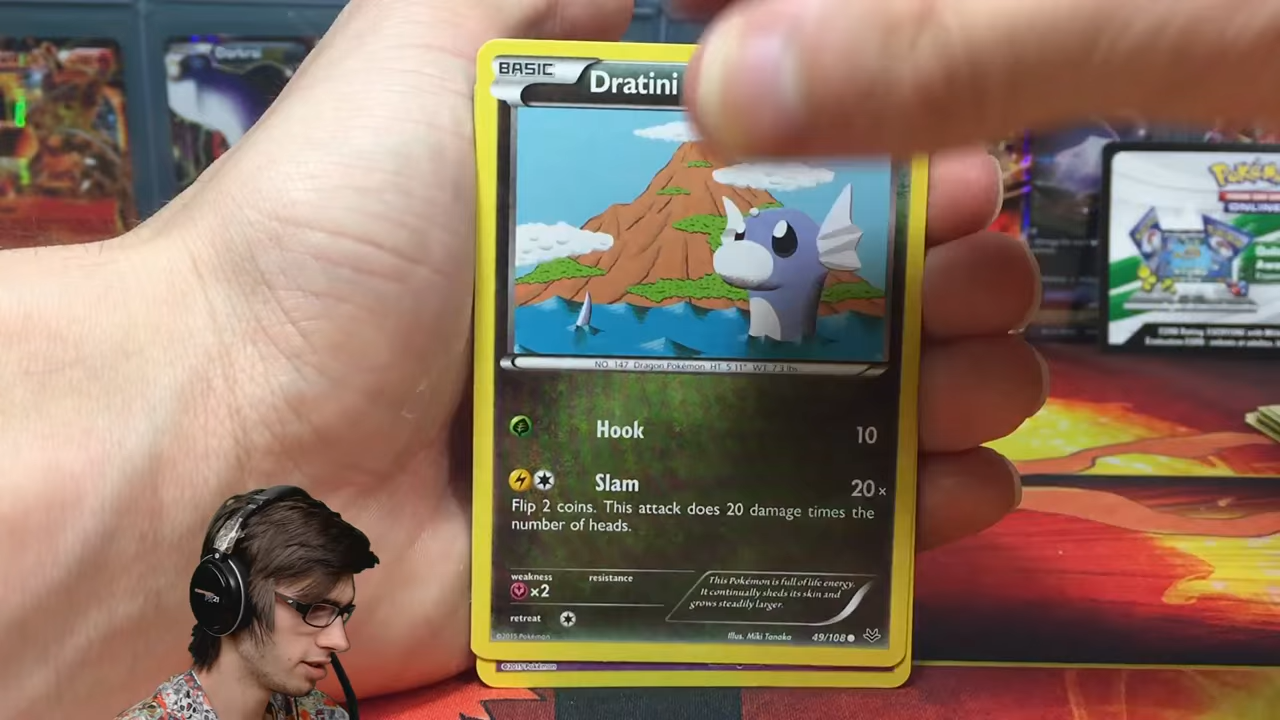 BASIC
Dratini
NO. 147 Dragon Pokémon HT. 5'11" WT. 7.3 lbs.
Hook 10
Slam 20×
Flip 2 coins. This attack does 20 damage times the
number of heads.
weakness resistance
×2
retreat
This Pokémon is full of life energy.
It continually sheds its skin and
grows steadily larger.
©2015 Pokémon
Illus. Miki Tanaka 49/108
©2015 Pokémon